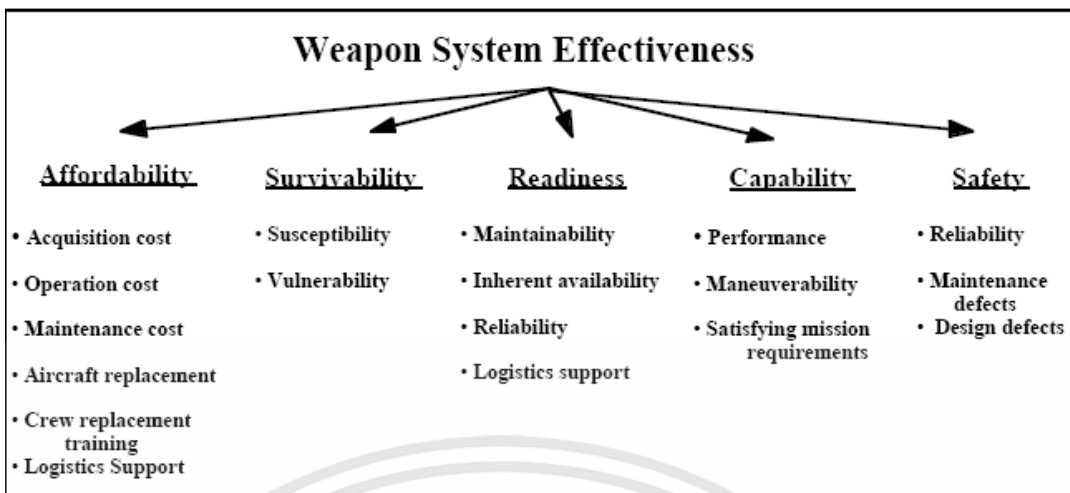 Weapon System Effectiveness
Affordability
• Acquisition cost
• Operation cost
• Maintenance cost
• Aircraft replacement
• Crew replacement
training
• Logistics Support
Survivability
• Susceptibility
• Vulnerability
Readiness
• Maintainability
• Inherent availability
• Reliability
• Logistics support
Capability
• Performance
• Maneuverability
• Satisfying mission
requirements
Safety
• Reliability
• Maintenance
defects
• Design defects